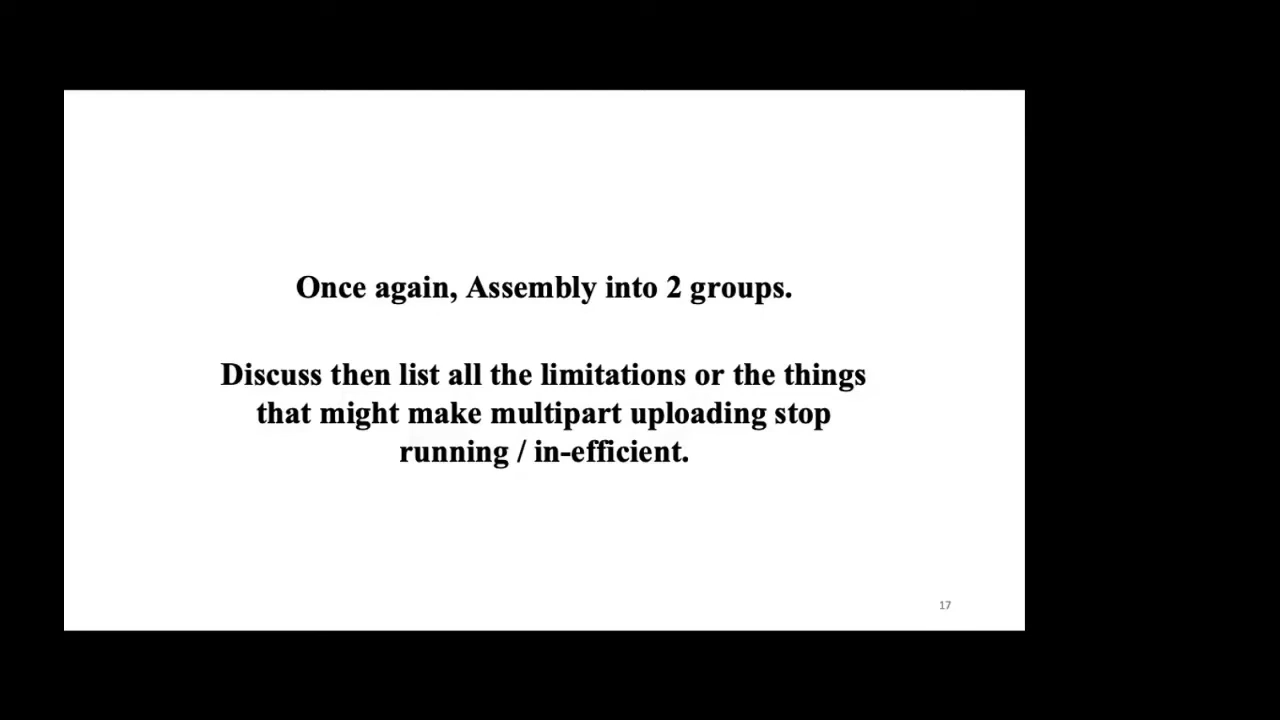 Once again, Assembly into 2 groups.
Discuss then list all the limitations or the things
that might make multipart uploading stop
running / in-efficient.
17